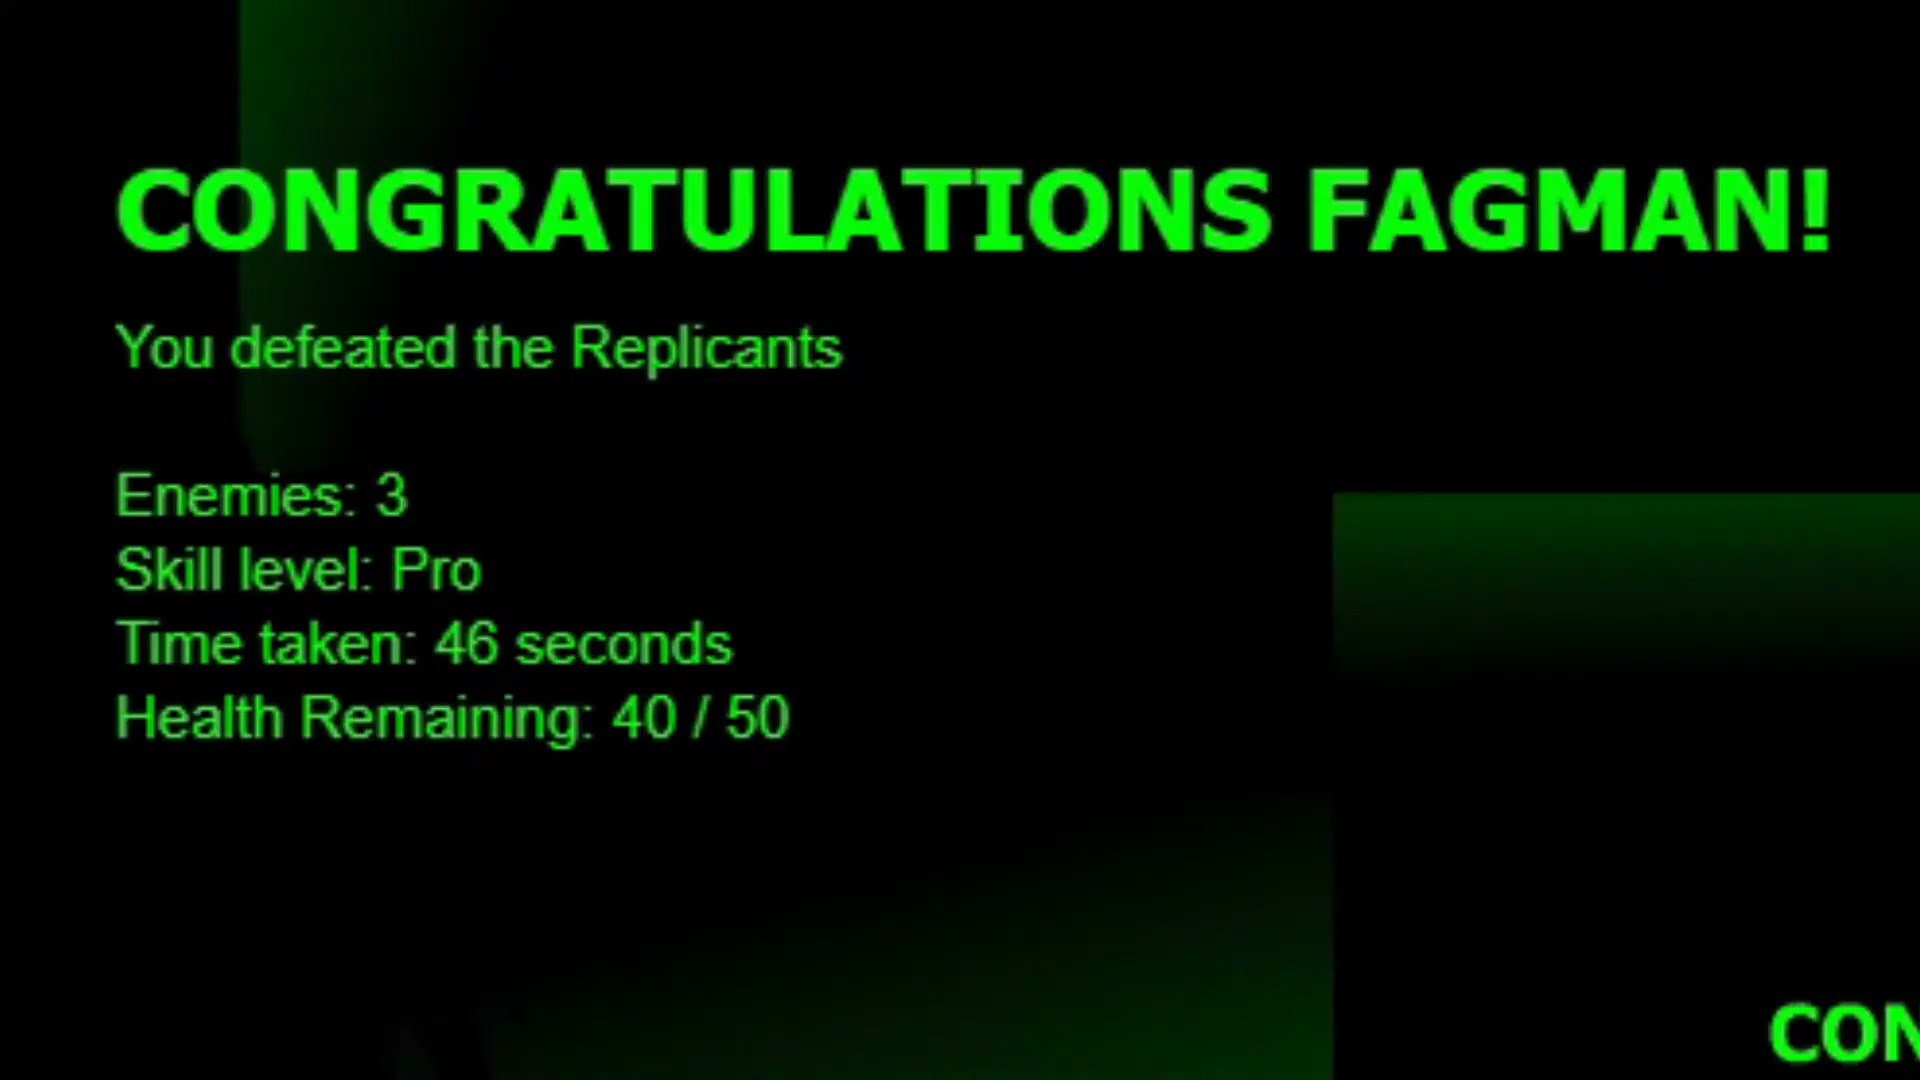 CONGRATULATIONS FAGMAN!
You defeated the Replicants
Enemies: 3
Skill level: Pro
Time taken: 46 seconds
Health Remaining: 40 / 50
CON